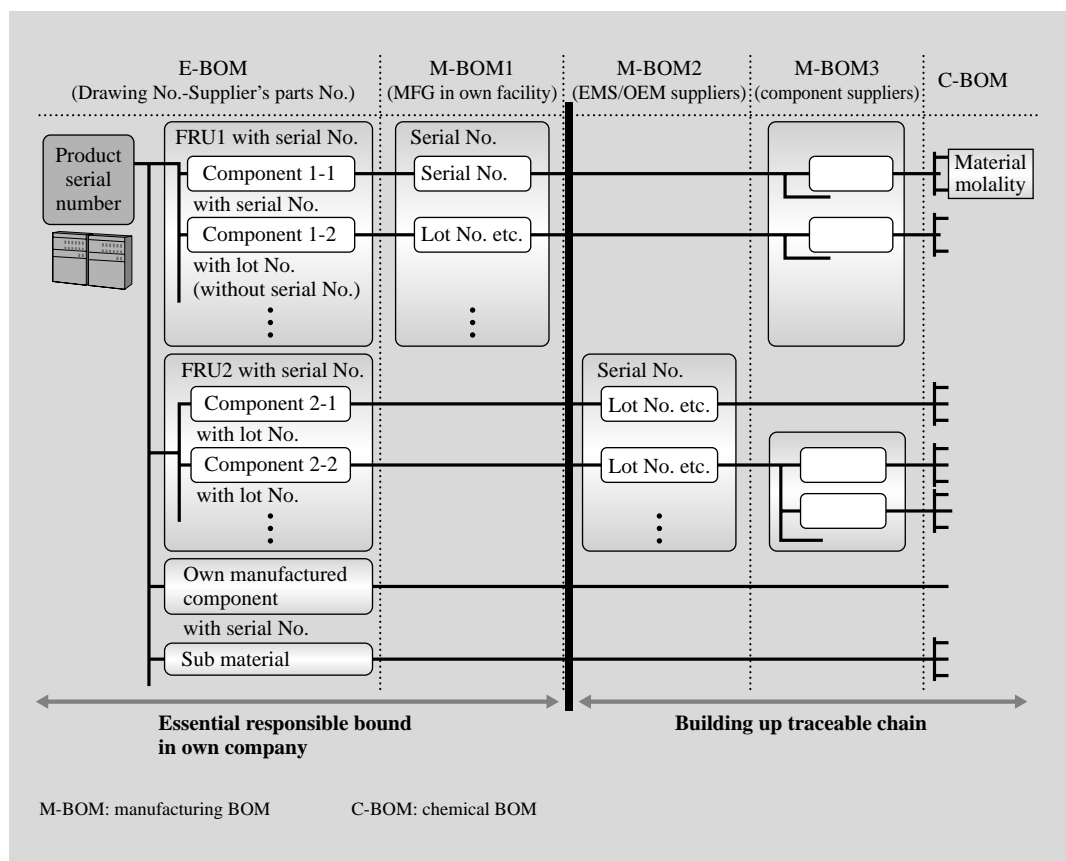 E-BOM
(Drawing No.-Supplier's parts No.)
M-BOM1
(MFG in own facility)
M-BOM2
(EMS/OEM suppliers)
M-BOM3
(component suppliers)
C-BOM
Product
serial
number
FRU1 with serial No.
Component 1-1
with serial No.
Component 1-2
with lot No.
(without serial No.)
Serial No.
Serial No.
Lot No. etc.
Material
molality
FRU2 with serial No.
Component 2-1
with lot No.
Component 2-2
with lot No.
Serial No.
Lot No. etc.
Lot No. etc.
Own manufactured
component
with serial No.
Sub material
Essential responsible bound
in own company
Building up traceable chain
M-BOM: manufacturing BOM
C-BOM: chemical BOM